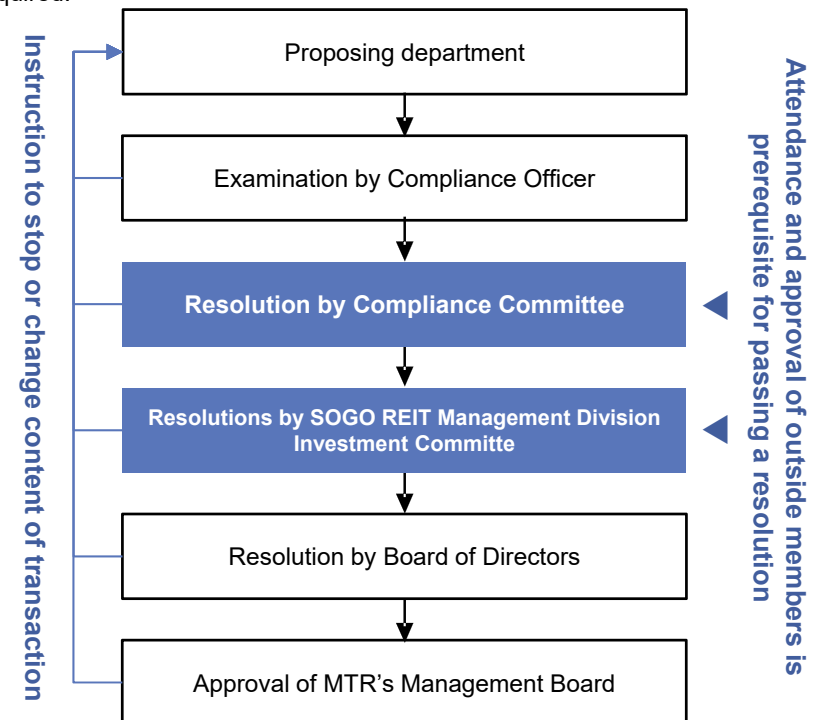 quired.
Proposing department
Examination by Compliance Officer
Resolution by Compliance Committee
Resolutions by SOGO REIT Management Division
Investment Committe
Resolution by Board of Directors
Approval of MTR's Management Board
Instruction to stop or change content of transaction
Attendance and approval of outside members is
prerequisite for passing a resolution